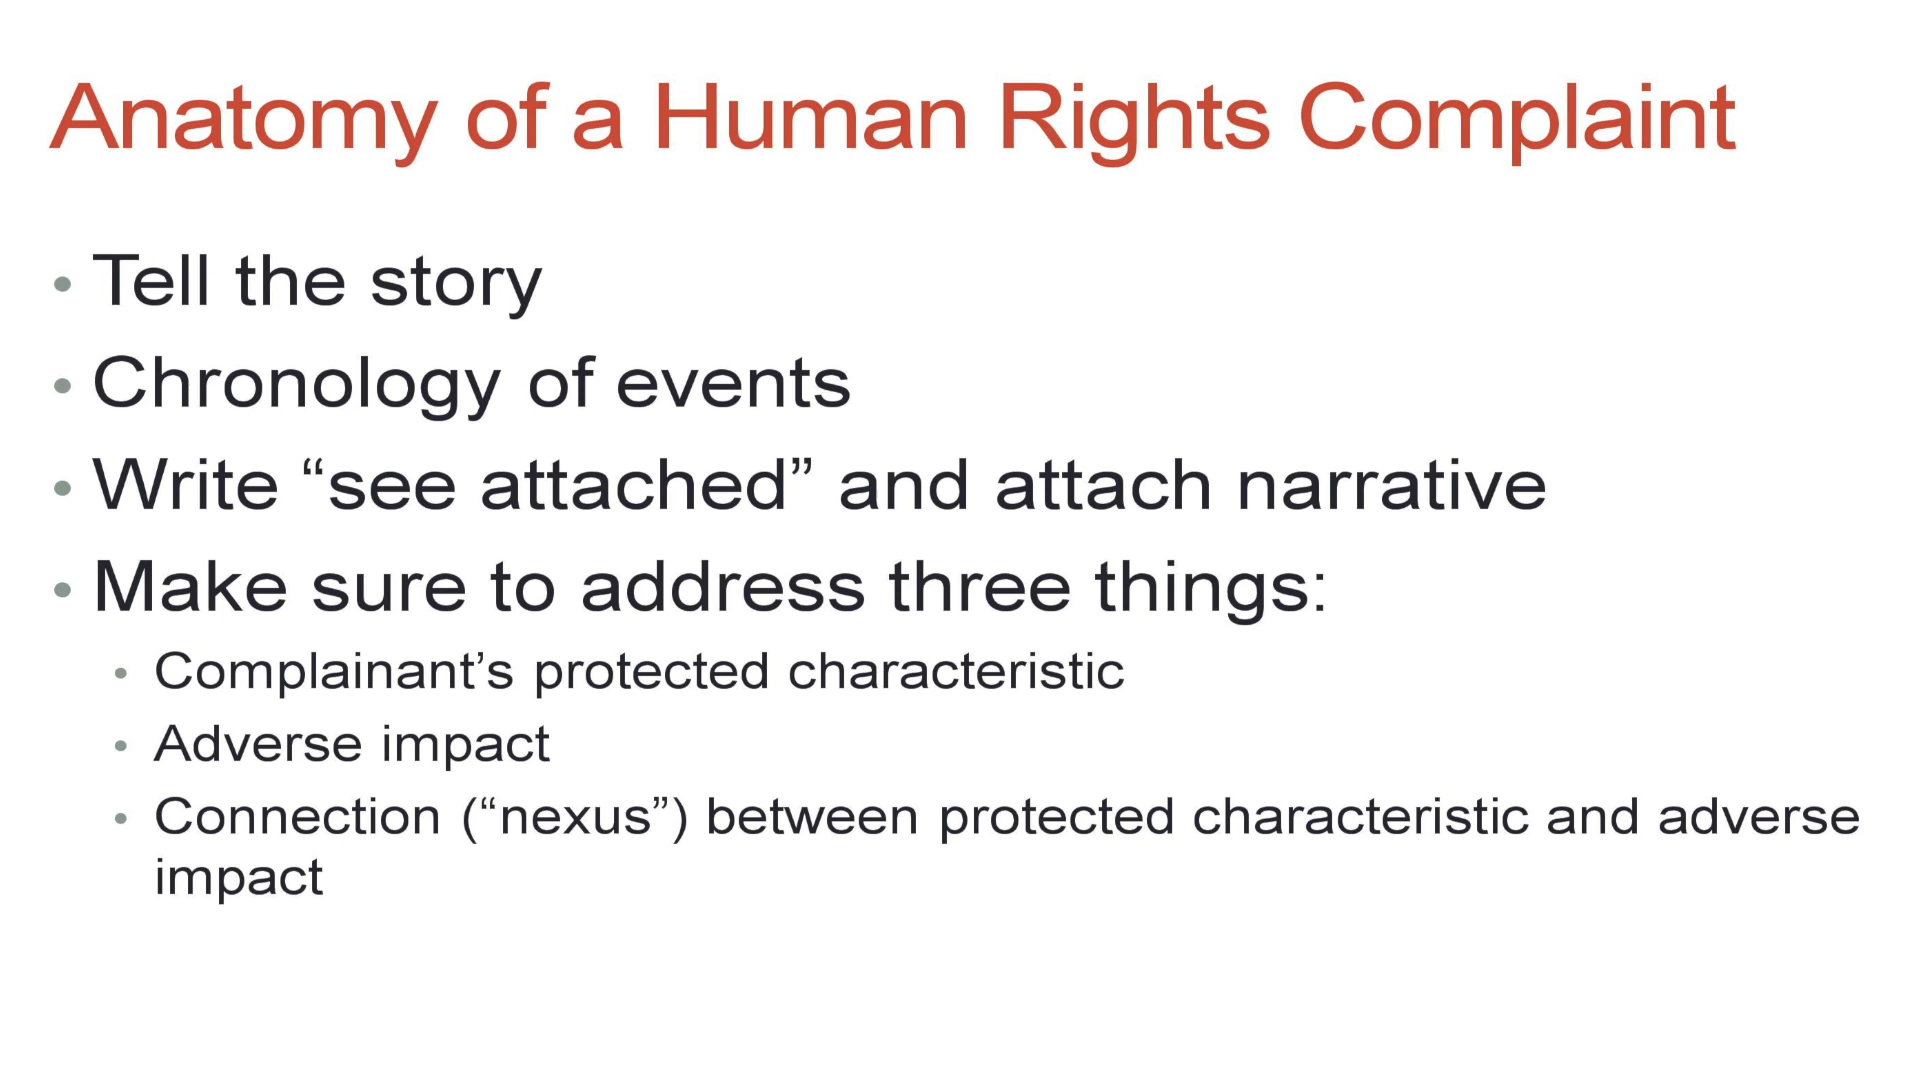 Anatomy of a Human Rights Complaint
• Tell the story
• Chronology of events
• Write “see attached” and attach narrative
• Make sure to address three things:
• Complainant’s protected characteristic
• Adverse impact
• Connection (“nexus”) between protected characteristic and adverse
impact